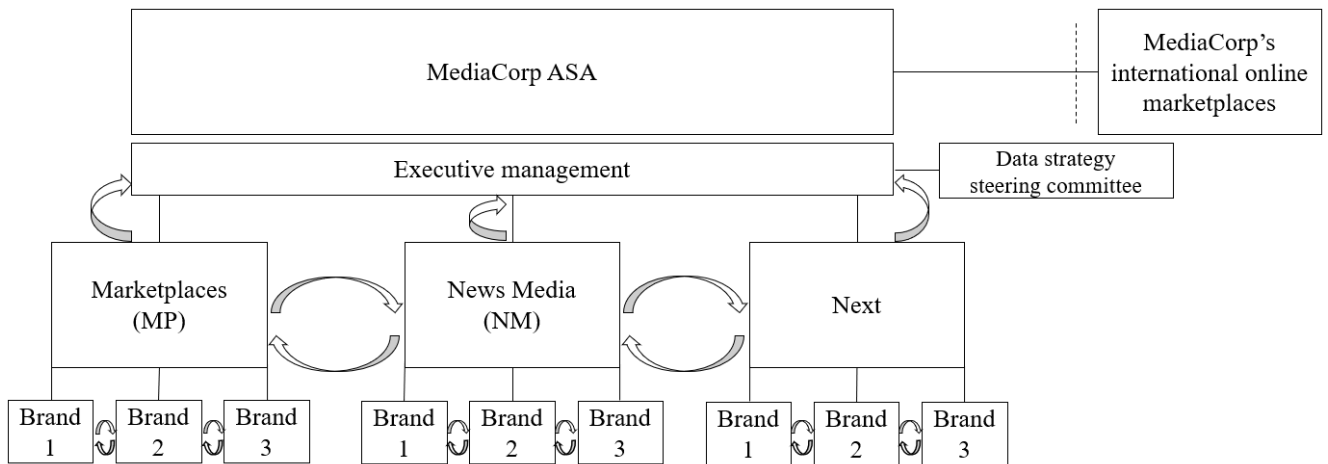 MediaCorp ASA
MediaCorp’s
international online
marketplaces
Executive management
Data strategy
steering committee
Marketplaces
(MP)
News Media
(NM)
Next
Brand
1
Brand
2
Brand
3
Brand
1
Brand
2
Brand
3
Brand
1
Brand
2
Brand
3